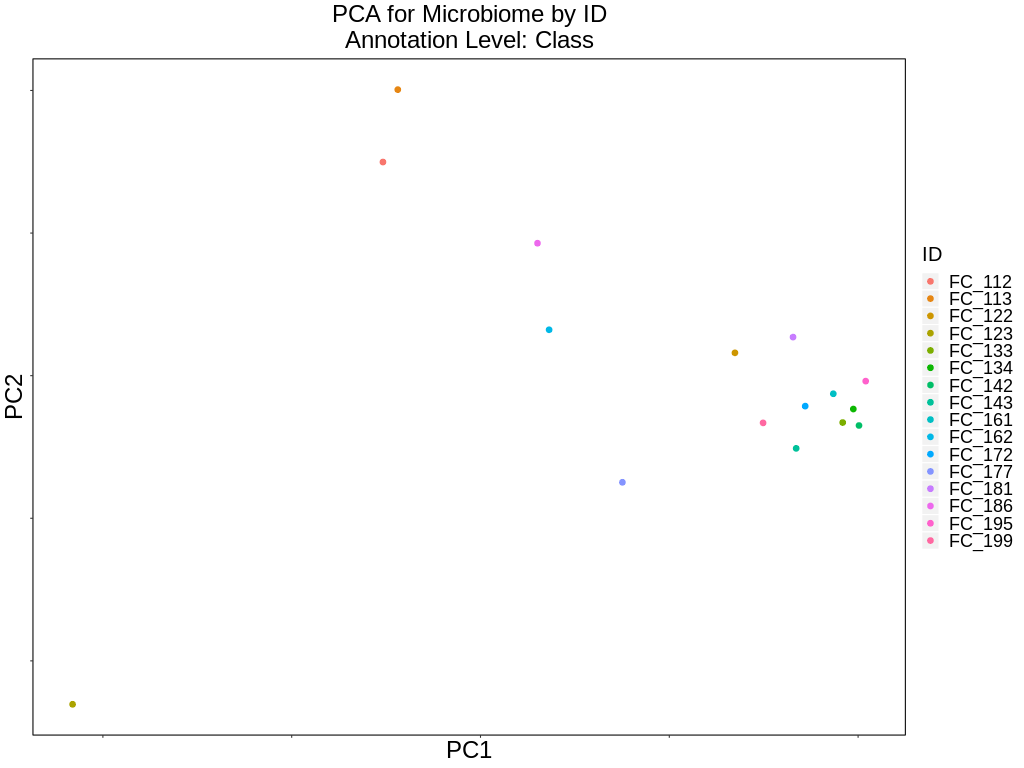 PCA for Microbiome by ID
Annotation Level: Class
PC2
PC1
ID
FC_112
FC_113
FC_122
FC_123
FC_133
FC_134
FC_142
FC_143
FC_161
FC_162
FC_172
FC_177
FC_181
FC_186
FC_195
FC_199